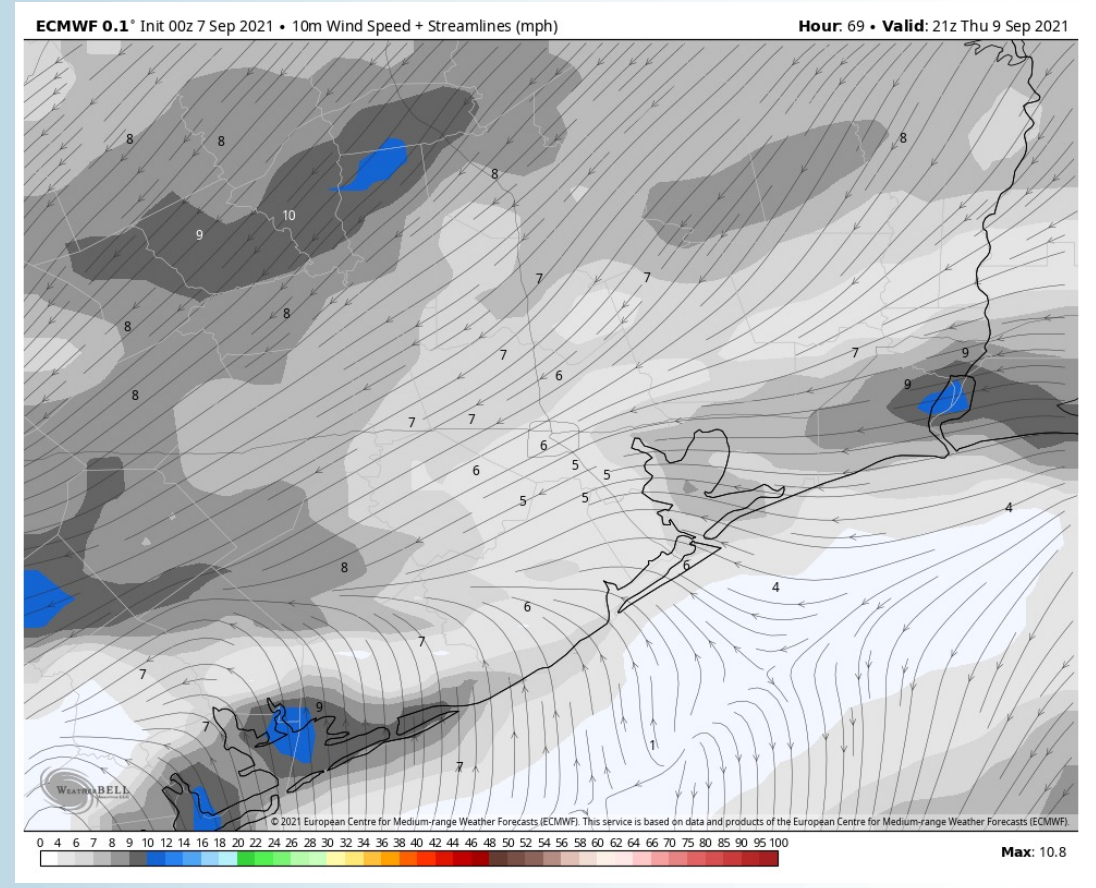 ECMWF 0.1° Init 00z 7 Sep 2021 • 10m Wind Speed + Streamlines (mph)
Hour: 69 • Valid: 21z Thu 9 Sep 2021
8 8 8
8
10
9
7 7
8 8
7 7 9
6 9
8
7 7
6
6 5 5
5 5
4
8
6
4
6
7
7
9
7
1
7
WEATHERBELL
© 2021 European Centre for Medium-range Weather Forecasts (ECMWF). This service is based on data and products of the European Centre for Medium-range Weather Forecasts (ECMWF).
0 4 6 7 8 9 10 12 14 16 18 20 22 24 26 28 30 32 34 36 38 40 42 44 46 48 50 52 54 56 58 60 62 64 66 70 75 80 85 90 95 100
Max: 10.8